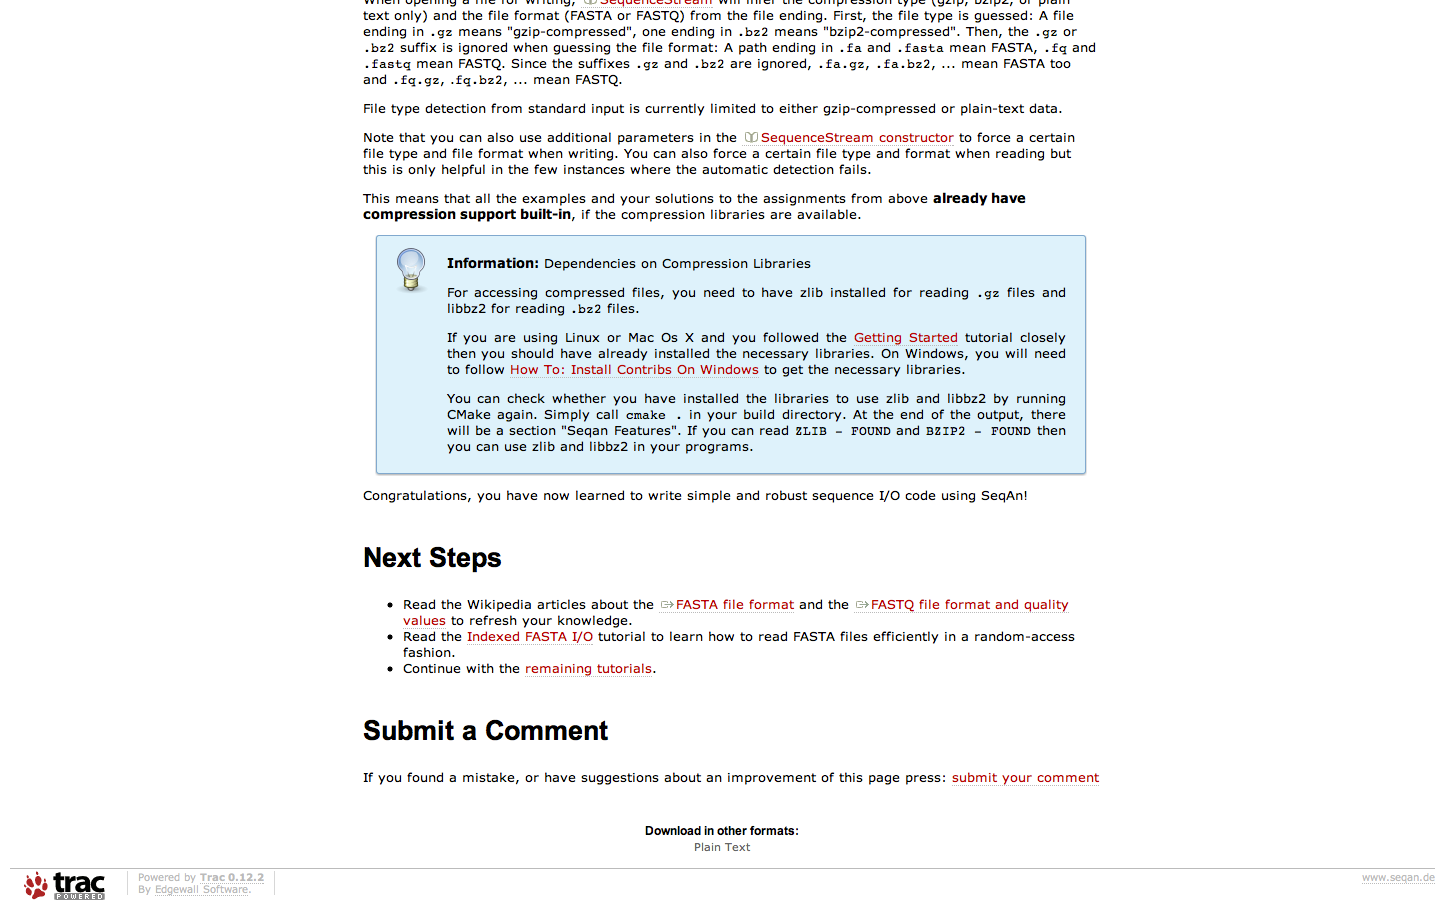 When opening a file for writing, SequenceStream will infer the compression type (gzip, bzip2, or plain
text only) and the file format (FASTA or FASTQ) from the file ending. First, the file type is guessed: A file
ending in .gz means "gzip-compressed", one ending in .bz2 means "bzip2-compressed". Then, the .gz or
.bz2 suffix is ignored when guessing the file format: A path ending in .fa and .fasta mean FASTA, .fq and
.fastq mean FASTQ. Since the suffixes .gz and .bz2 are ignored, .fa.gz, .fa.bz2, ... mean FASTA too
and .fq.gz, .fq.bz2, ... mean FASTQ.
File type detection from standard input is currently limited to either gzip-compressed or plain-text data.
Note that you can also use additional parameters in the SequenceStream constructor to force a certain
file type and file format when writing. You can also force a certain file type and format when reading but
this is only helpful in the few instances where the automatic detection fails.
This means that all the examples and your solutions to the assignments from above already have
compression support built-in, if the compression libraries are available.
Information: Dependencies on Compression Libraries
For accessing compressed files, you need to have zlib installed for reading .gz files and
libbz2 for reading .bz2 files.
If you are using Linux or Mac Os X and you followed the Getting Started tutorial closely
then you should have already installed the necessary libraries. On Windows, you will need
to follow How To: Install Contribs On Windows to get the necessary libraries.
You can check whether you have installed the libraries to use zlib and libbz2 by running
CMake again. Simply call cmake . in your build directory. At the end of the output, there
will be a section "Seqan Features". If you can read ZLIB - FOUND and BZIP2 - FOUND then
you can use zlib and libbz2 in your programs.
Congratulations, you have now learned to write simple and robust sequence I/O code using SeqAn!
Next Steps
• Read the Wikipedia articles about the FASTA file format and the FASTQ file format and quality
values to refresh your knowledge.
• Read the Indexed FASTA I/O tutorial to learn how to read FASTA files efficiently in a random-access
fashion.
• Continue with the remaining tutorials.
Submit a Comment
If you found a mistake, or have suggestions about an improvement of this page press: submit your comment
Download in other formats:
Plain Text
trac
POWERED
Powered by Trac 0.12.2
By Edgewall Software.
www.seqan.de